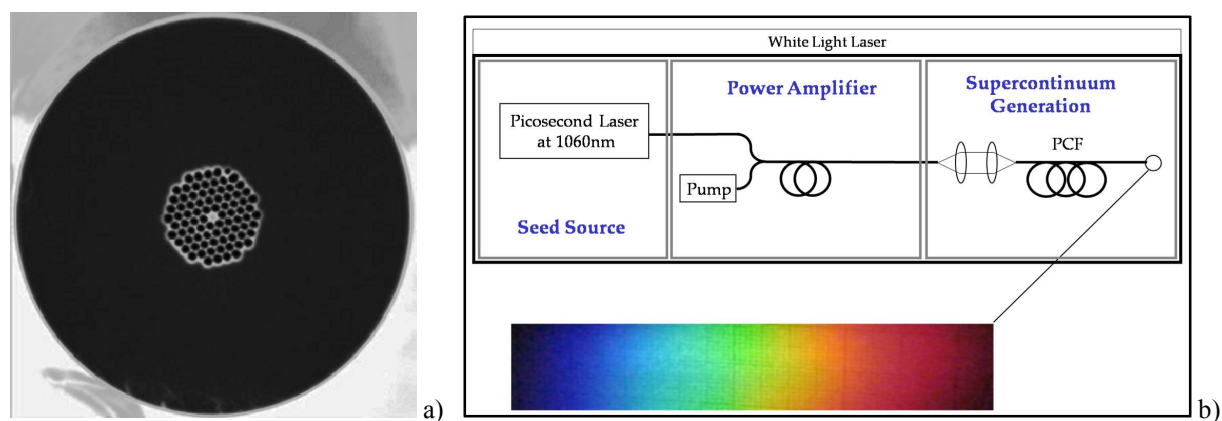 White Light Laser
Power Amplifier
Supercontinuum
Generation
Picosecond Laser
at 1060nm
PCF
Pump
Seed Source
a)
b)